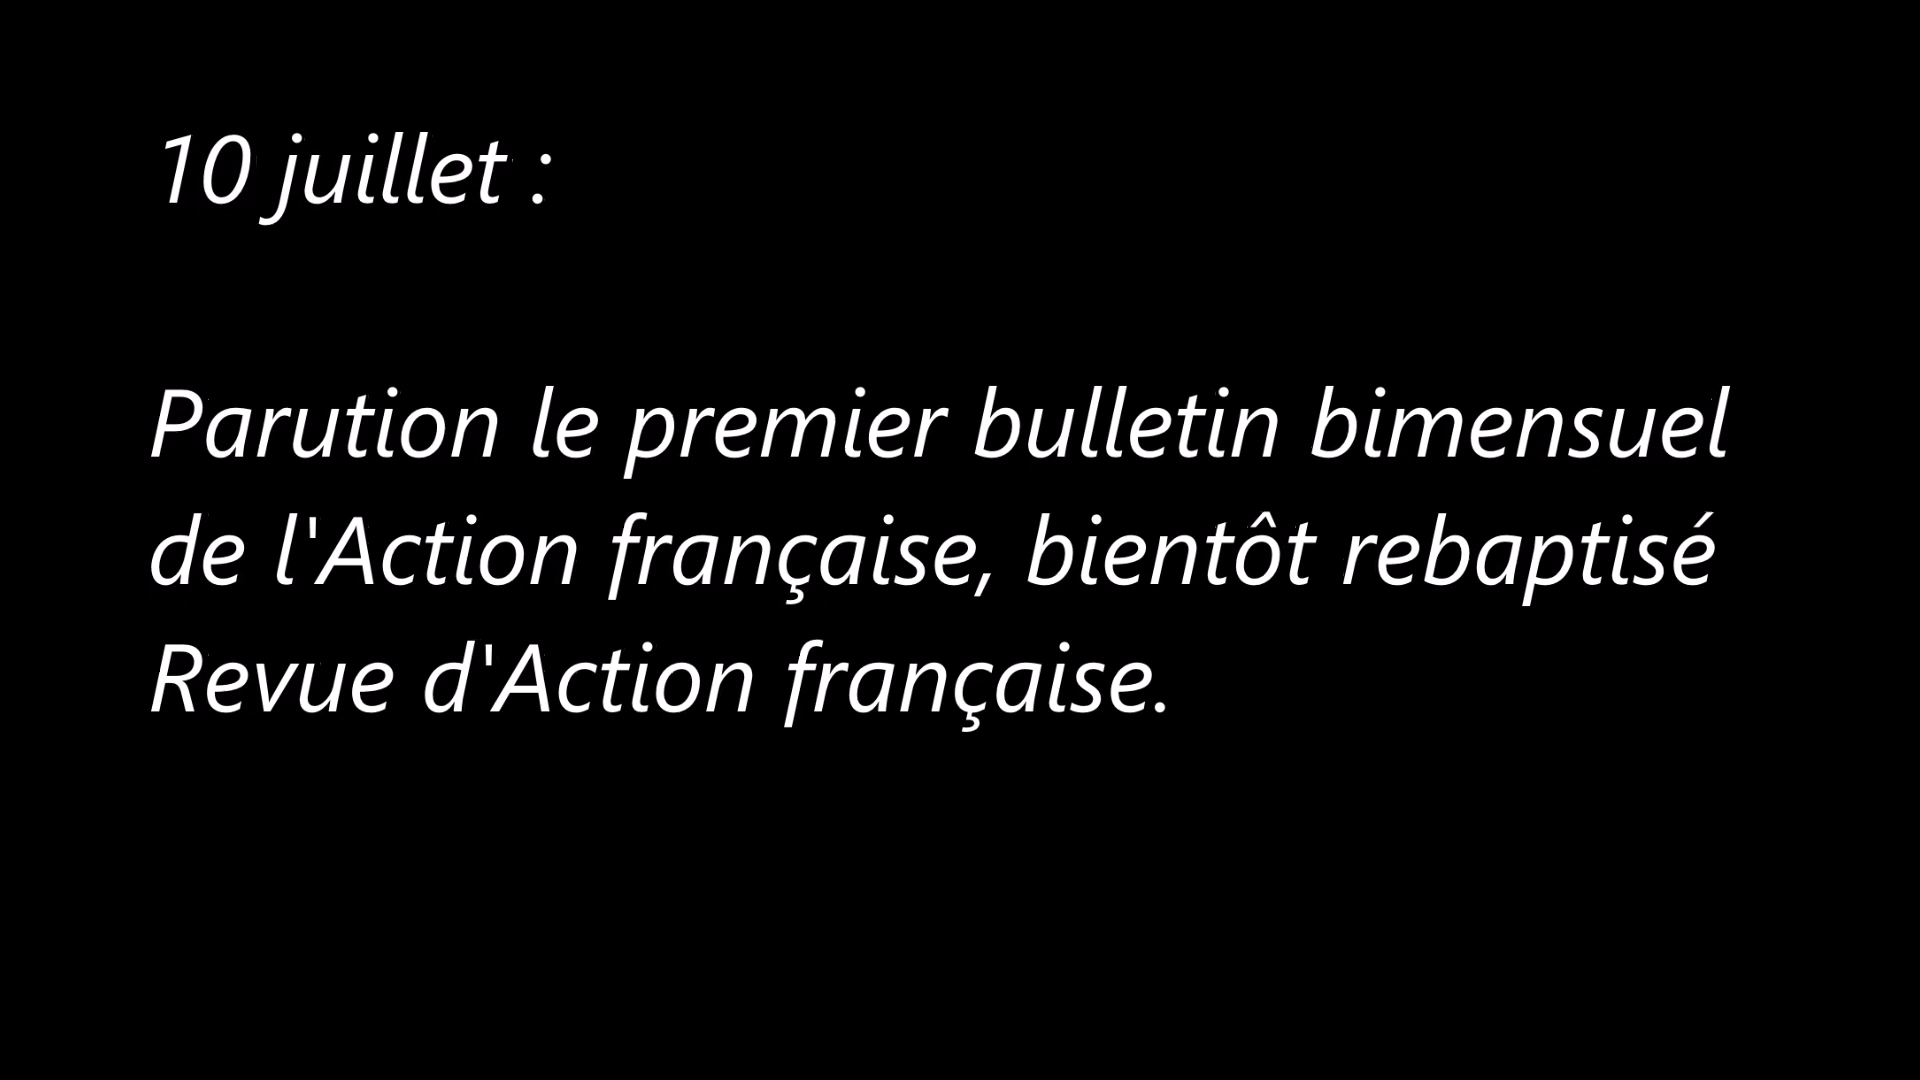 10 juillet :
Parution le premier bulletin bimensuel
de l'Action française, bientôt rebaptisé
Revue d'Action française.